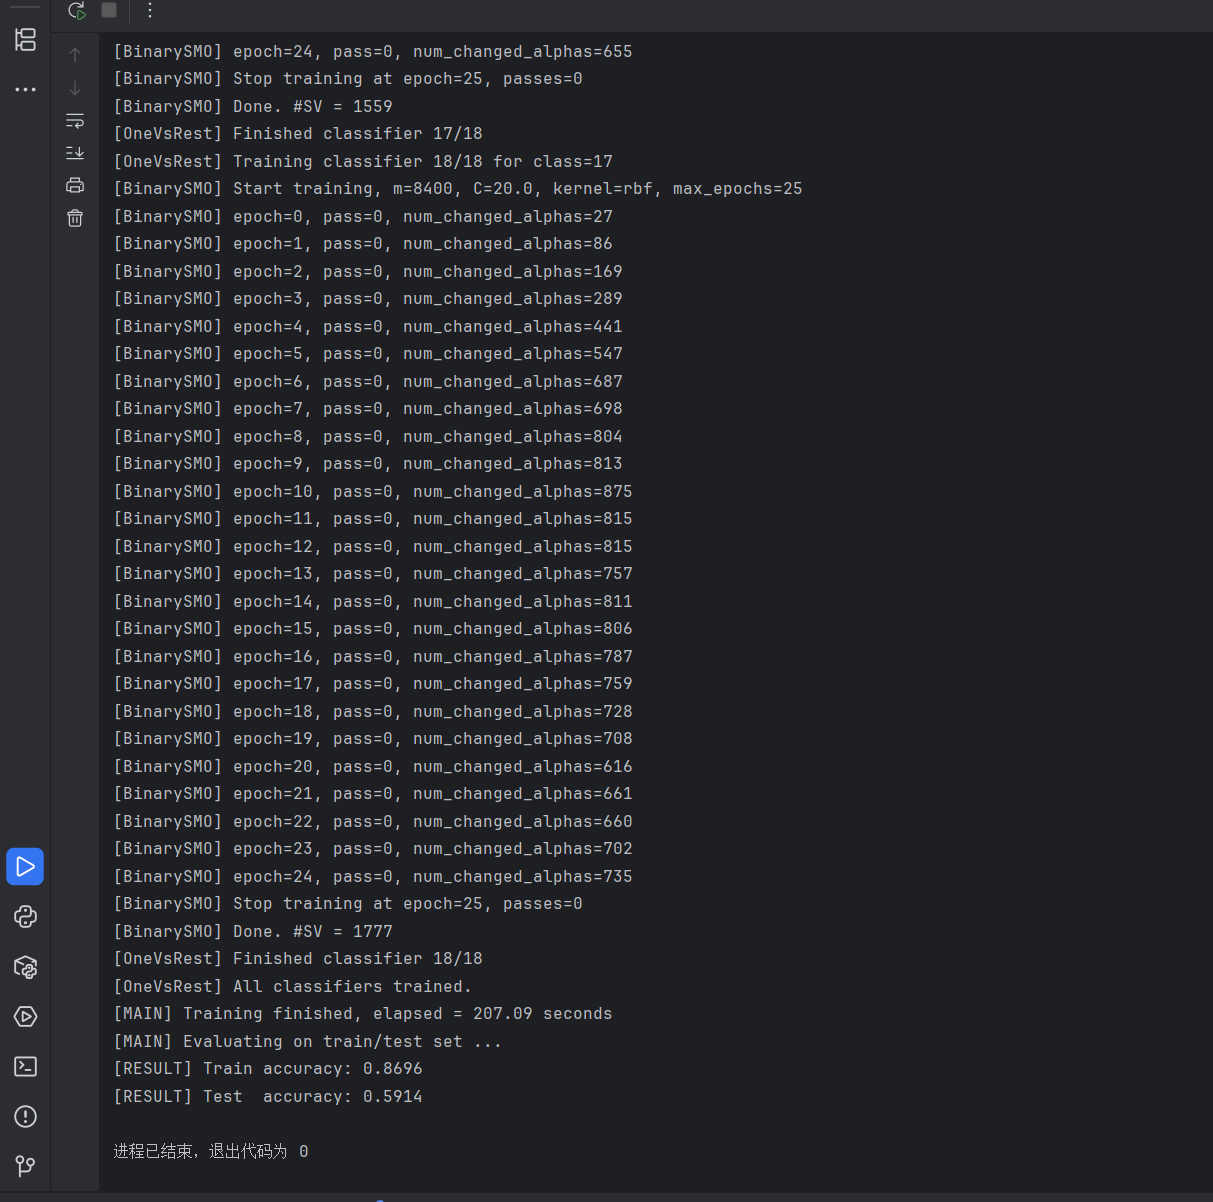 [BinarySMO] epoch=24, pass=0, num_changed_alphas=655
[BinarySMO] Stop training at epoch=25, passes=0
[BinarySMO] Done. #SV = 1559
[OneVsRest] Finished classifier 17/18
[OneVsRest] Training classifier 18/18 for class=17
[BinarySMO] Start training, m=8400, C=20.0, kernel=rbf, max_epochs=25
[BinarySMO] epoch=0, pass=0, num_changed_alphas=27
[BinarySMO] epoch=1, pass=0, num_changed_alphas=86
[BinarySMO] epoch=2, pass=0, num_changed_alphas=169
[BinarySMO] epoch=3, pass=0, num_changed_alphas=289
[BinarySMO] epoch=4, pass=0, num_changed_alphas=441
[BinarySMO] epoch=5, pass=0, num_changed_alphas=547
[BinarySMO] epoch=6, pass=0, num_changed_alphas=687
[BinarySMO] epoch=7, pass=0, num_changed_alphas=698
[BinarySMO] epoch=8, pass=0, num_changed_alphas=804
[BinarySMO] epoch=9, pass=0, num_changed_alphas=813
[BinarySMO] epoch=10, pass=0, num_changed_alphas=875
[BinarySMO] epoch=11, pass=0, num_changed_alphas=815
[BinarySMO] epoch=12, pass=0, num_changed_alphas=815
[BinarySMO] epoch=13, pass=0, num_changed_alphas=757
[BinarySMO] epoch=14, pass=0, num_changed_alphas=811
[BinarySMO] epoch=15, pass=0, num_changed_alphas=806
[BinarySMO] epoch=16, pass=0, num_changed_alphas=787
[BinarySMO] epoch=17, pass=0, num_changed_alphas=759
[BinarySMO] epoch=18, pass=0, num_changed_alphas=728
[BinarySMO] epoch=19, pass=0, num_changed_alphas=708
[BinarySMO] epoch=20, pass=0, num_changed_alphas=616
[BinarySMO] epoch=21, pass=0, num_changed_alphas=661
[BinarySMO] epoch=22, pass=0, num_changed_alphas=660
[BinarySMO] epoch=23, pass=0, num_changed_alphas=702
[BinarySMO] epoch=24, pass=0, num_changed_alphas=735
[BinarySMO] Stop training at epoch=25, passes=0
[BinarySMO] Done. #SV = 1777
[OneVsRest] Finished classifier 18/18
[OneVsRest] All classifiers trained.
[MAIN] Training finished, elapsed = 207.09 seconds
[MAIN] Evaluating on train/test set ...
[RESULT] Train accuracy: 0.8696
[RESULT] Test  accuracy: 0.5914
进程已结束，退出代码为 0